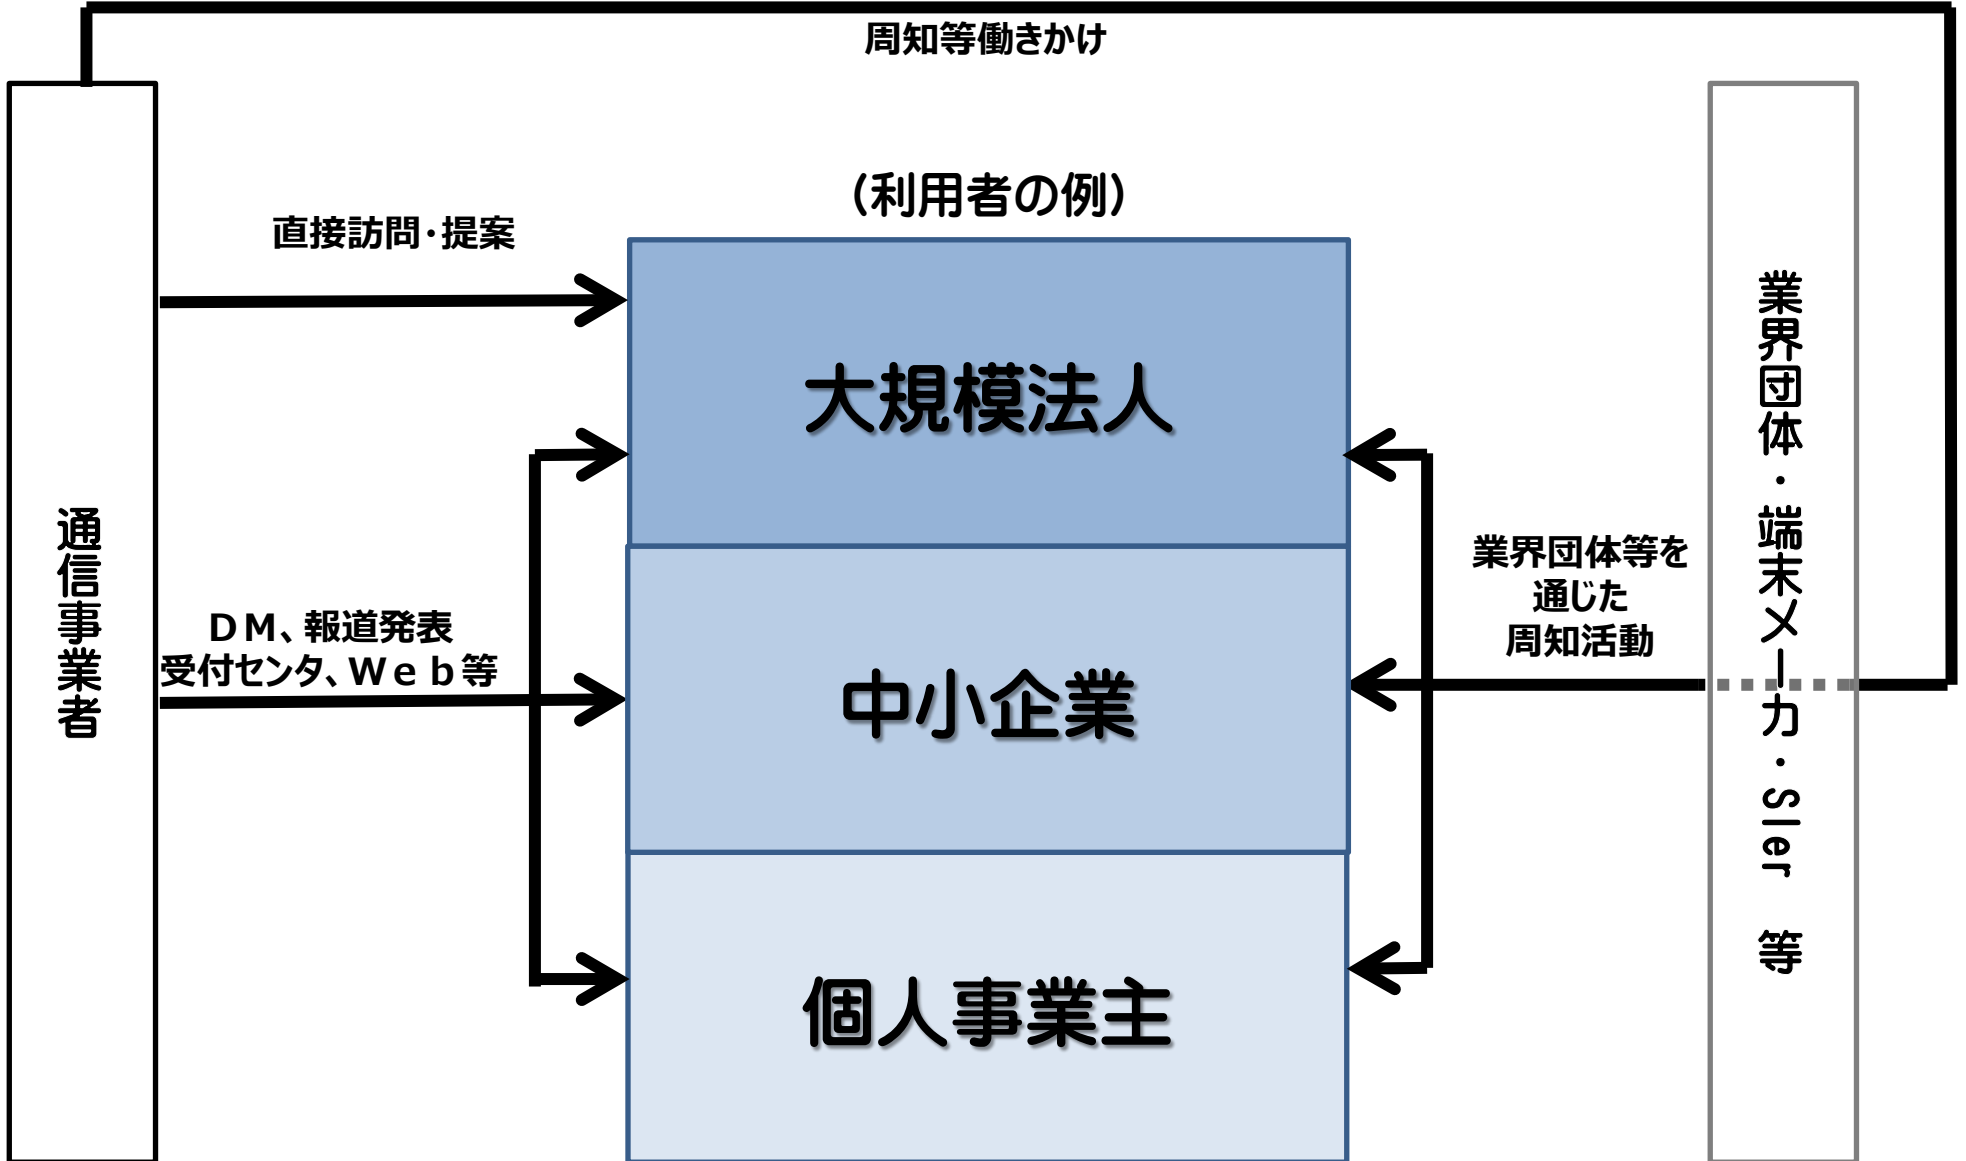 周知等働きかけ
(利用者の例)
直接訪問・提案
通信事業者
DM、報道発表
受付センタ、Web等
大規模法人
中小企業
個人事業主
業界団体等を
通じた
周知活動
業界団体・端末メーカ・SIer 等